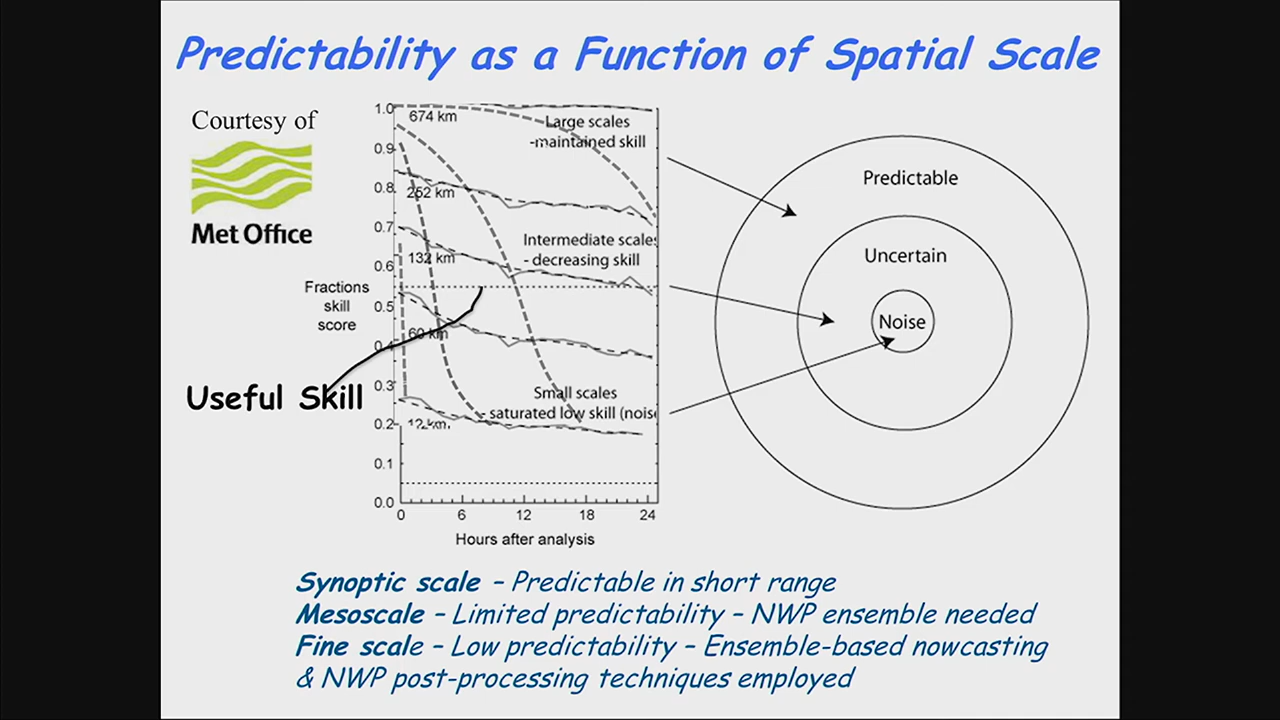 Predictability as a Function of Spatial Scale
Courtesy of
Met Office
Fractions
skill
score
Useful Skill
1.0
0.9
0.8
0.7
0.6
0.5
0.4
0.3
0.2
0.1
0.0
674 km
252 km
132 km
60 km
12 km
Large scales
-maintained skill
Intermediate scales
- decreasing skill
Small scales
- saturated low skill (noise
0 6 12 18 24
Hours after analysis
Predictable
Uncertain
Noise
Synoptic scale – Predictable in short range
Mesoscale – Limited predictability – NWP ensemble needed
Fine scale – Low predictability – Ensemble-based nowcasting
& NWP post-processing techniques employed